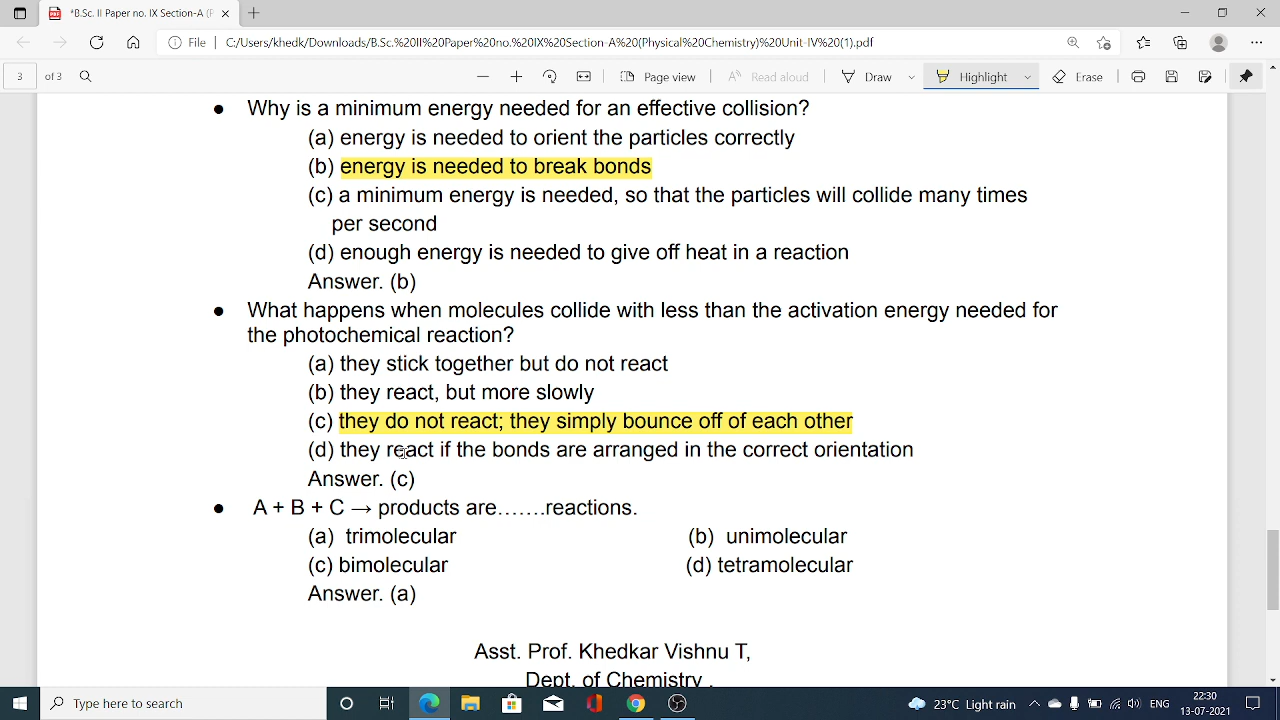 *B.Sc. II Paper no. IX Section-A (F
File
C:/Users/khedk/Downloads/B.Sc.%20II%20Paper%20no.%20IX%20Section-A%20(Physical%20Chemistry)%20Unit-IV%20(1).pdf
3 of 3
Page view
Read aloud
Draw
Highlight
Erase
● Why is a minimum energy needed for an effective collision?
(a) energy is needed to orient the particles correctly
(b) energy is needed to break bonds
(c) a minimum energy is needed, so that the particles will collide many times
per second
(d) enough energy is needed to give off heat in a reaction
Answer. (b)
● What happens when molecules collide with less than the activation energy needed for
the photochemical reaction?
(a) they stick together but do not react
(b) they react, but more slowly
(c) they do not react; they simply bounce off of each other
(d) they react if the bonds are arranged in the correct orientation
Answer. (c)
● A + B + C → products are…….reactions.
(a) trimolecular (b) unimolecular
(c) bimolecular (d) tetramolecular
Answer. (a)
Asst. Prof. Khedkar Vishnu T,
Dept. of Chemistry .
Type here to search
23°C Light rain
ENG
22:30
13-07-2021